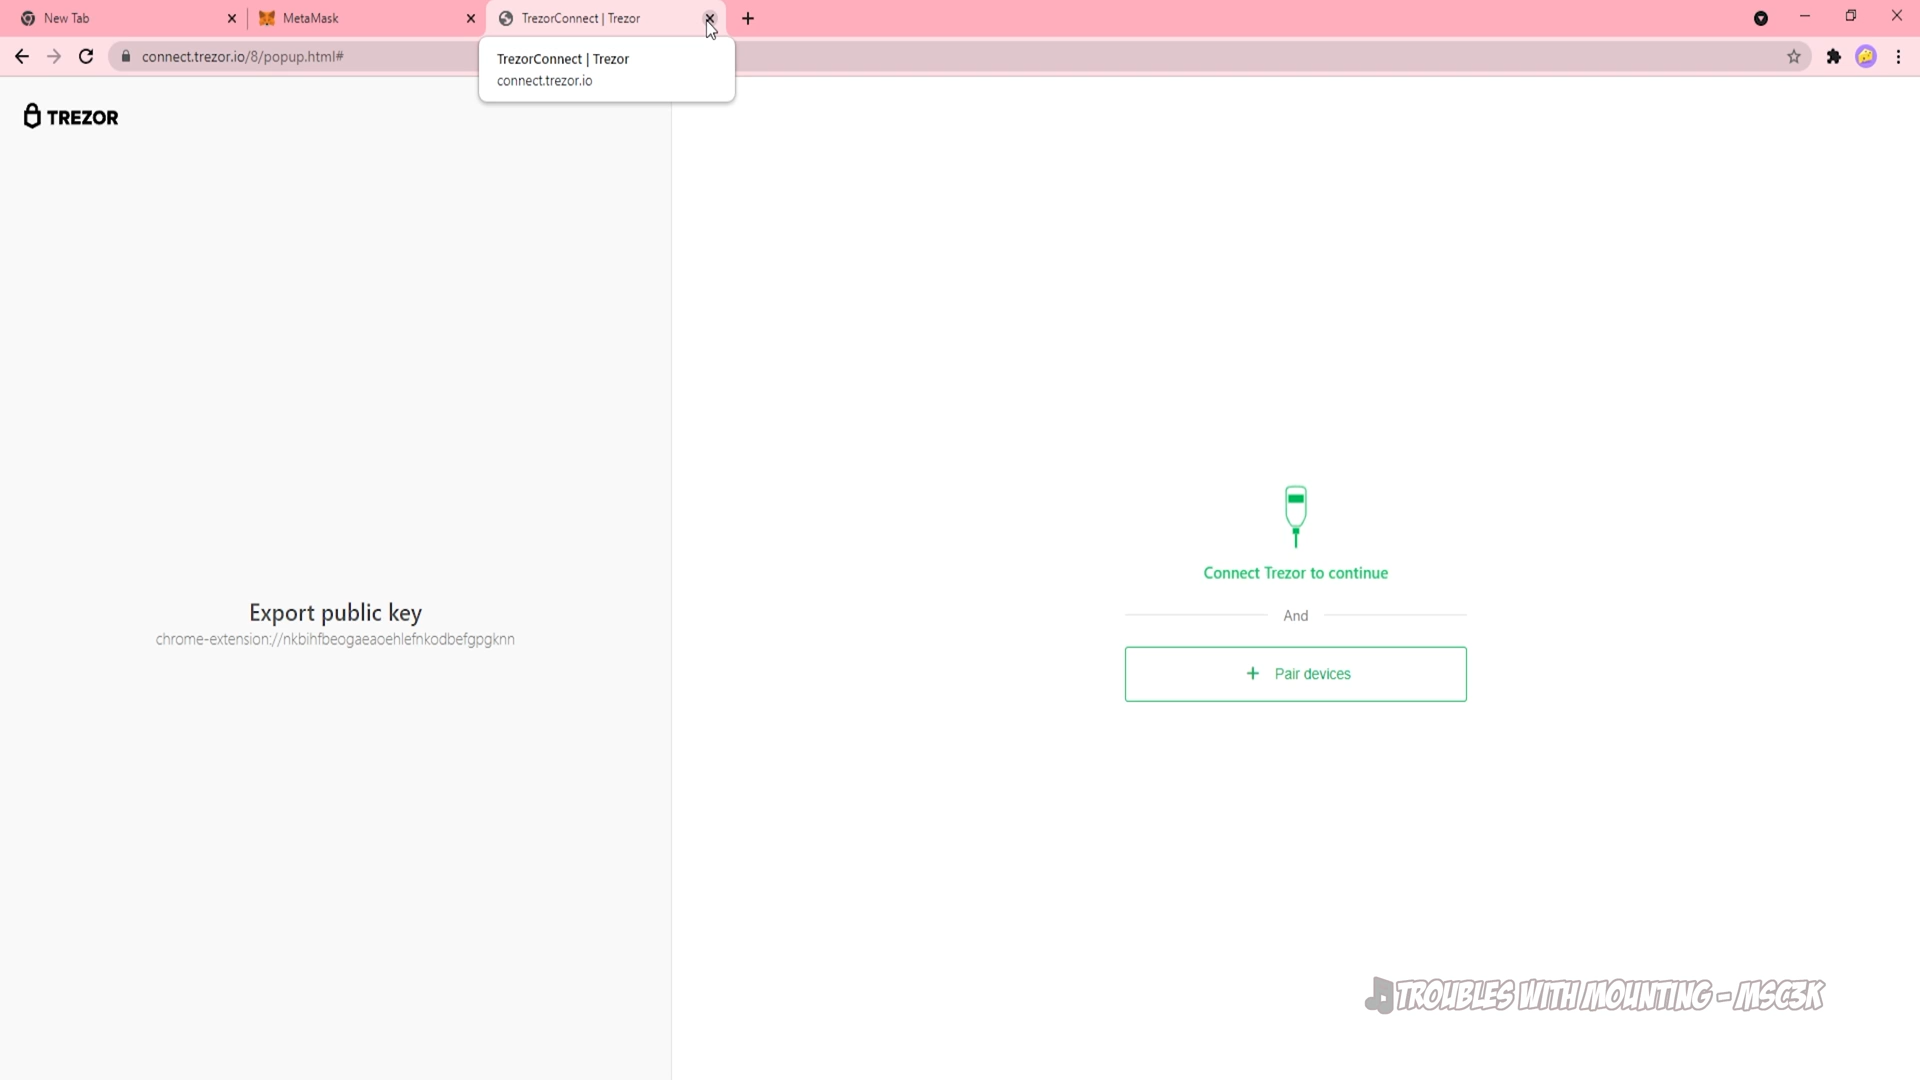 New Tab
MetaMask
TrezorConnect | Trezor
connect.trezor.io/8/popup.html#
TrezorConnect | Trezor
connect.trezor.io
TREZOR
Export public key
chrome-extension://nkbihfbeogaeaoehlefnkodbefgpgknn
Connect Trezor to continue
And
+ Pair devices
TROUBLES WITH MOUNTING - MSC3K